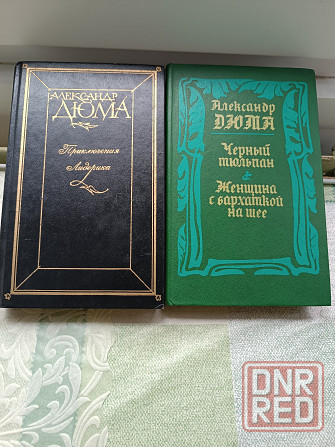 АЛЕКСАНДР
ДЮМА
Приключения
Лидерика
Александр
ДЮМА
Черный
тюльпан
&
Женщина
с бархаткой
на шее
DNR
RED